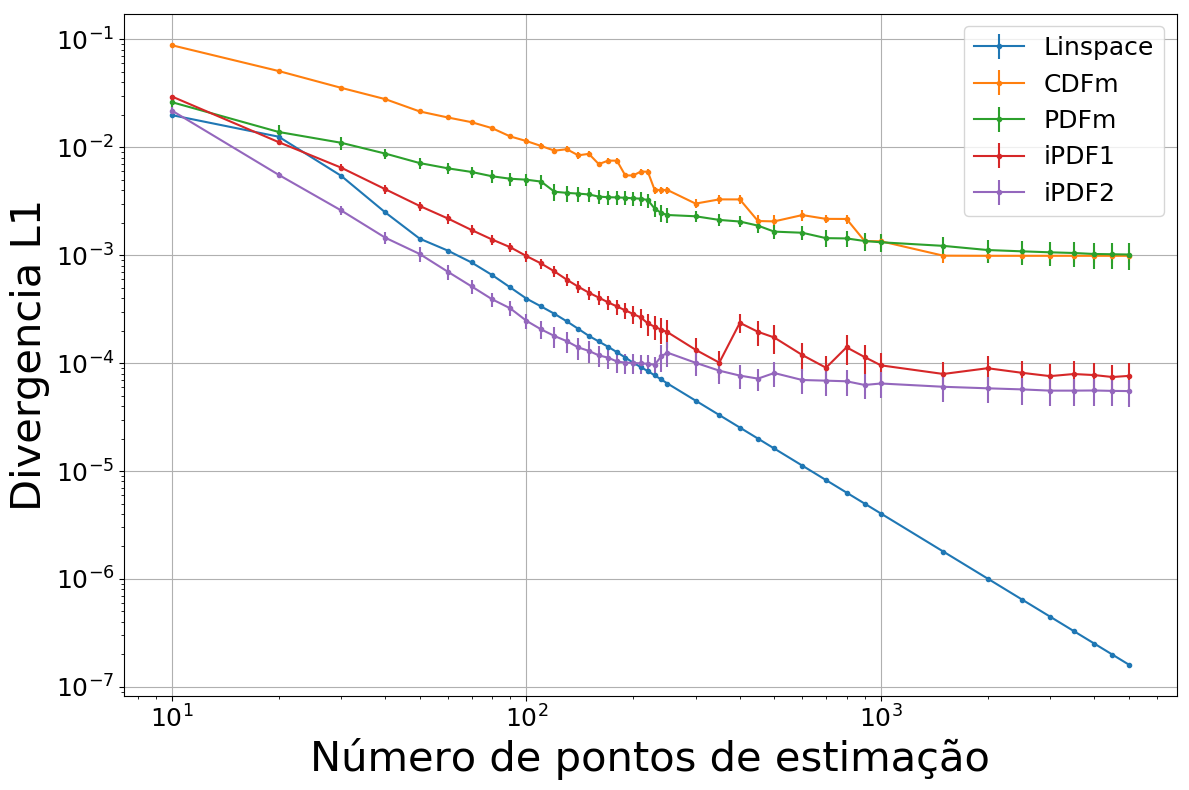 Divergencia L1
10⁻¹
10⁻²
10⁻³
10⁻⁴
10⁻⁵
10⁻⁶
10⁻⁷
Linspace
CDFm
PDFm
iPDF1
iPDF2
10¹
10²
10³
Número de pontos de estimação